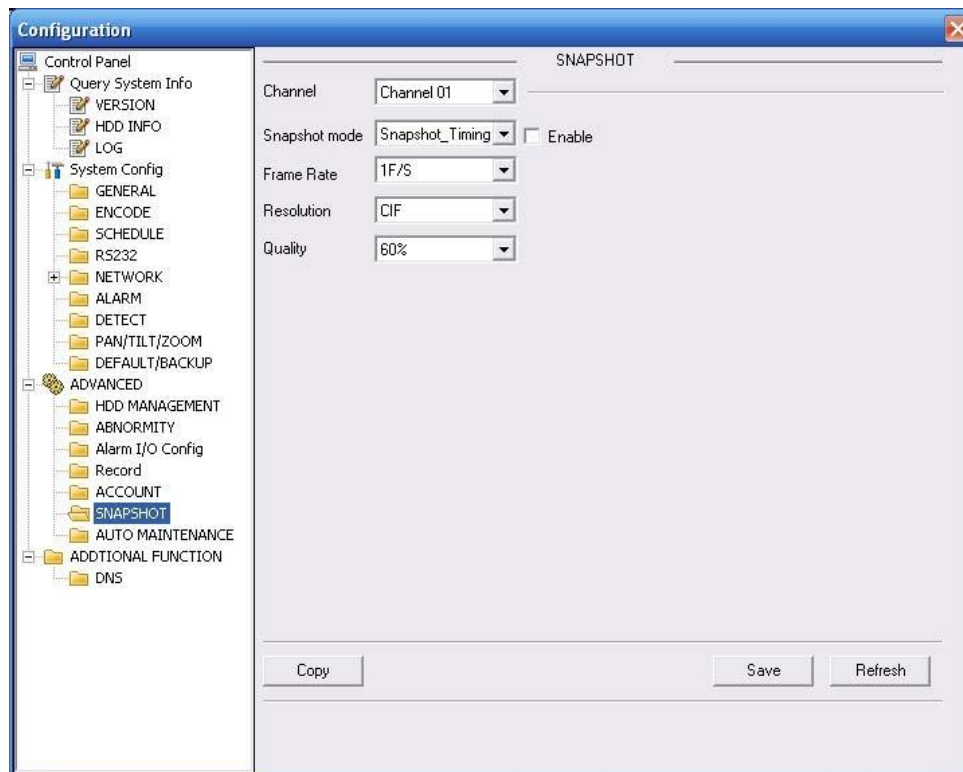 Configuration
Control Panel
Query System Info
VERSION
HDD INFO
LOG
System Config
GENERAL
ENCODE
SCHEDULE
RS232
NETWORK
ALARM
DETECT
PAN/TILT/ZOOM
DEFAULT/BACKUP
ADVANCED
HDD MANAGEMENT
ABNORMITY
Alarm I/O Config
Record
ACCOUNT
SNAPSHOT
AUTO MAINTENANCE
ADDTIONAL FUNCTION
DNS
SNAPSHOT
Channel Channel 01
Snapshot mode Snapshot_Timing Enable
Frame Rate 1F/S
Resolution CIF
Quality 60%
Copy Save Refresh